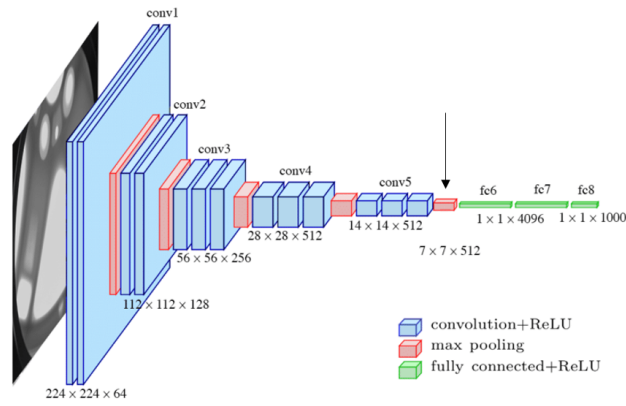 conv1
conv2
conv3
conv4
conv5
fc6
fc7
fc8
1 × 1 × 4096
1 × 1 × 1000
14 × 14 × 512
28 × 28 × 512
7 × 7 × 512
56 × 56 × 256
112 × 112 × 128
224 × 224 × 64
convolution+ReLU
max pooling
fully connected+ReLU